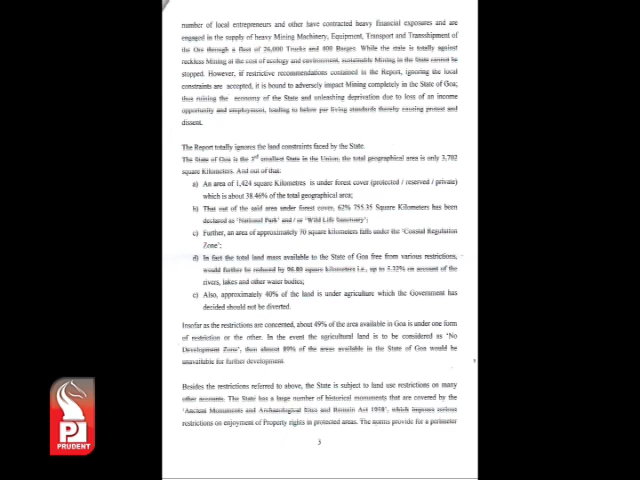 number of local entrepreneurs and other have contracted heavy financial exposures and are
engaged in the supply of heavy Mining Machinery, Equipment, Transport and Transshipment of
the Ore through a fleet of 26,000 Trucks and 400 Barges. While the state is totally against
reckless Mining at the cost of ecology and environment, sustainable Mining in the State cannot be
stopped. However, if restrictive recommendations contained in the Report, ignoring the local
constraints are accepted, it is bound to adversely impact Mining completely in the State of Goa;
thus ruining the economy of the State and unleashing deprivation due to loss of an income
opportunity and employment, leading to below par living standards thereby causing protest and
dissent.
The Report totally ignores the land constraints faced by the State.
The State of Goa is the 3rd smallest State in the Union, the total geographical area is only 3,702
square Kilometers. And out of that:
a) An area of 1,424 square Kilometres is under forest cover (protected / reserved / private)
which is about 38.46% of the total geographical area;
b) That out of the said area under forest cover, 62% 755.35 Square Kilometers has been
declared as 'National Park' and / or 'Wild Life Sanctuary';
c) Further, an area of approximately 70 square kilometers falls under the 'Coastal Regulation
Zone';
d) In fact the total land mass available to the State of Goa free from various restrictions,
would further be reduced by 96.80 square kilometers i.e., up to 5.22% on account of the
rivers, lakes and other water bodies;
e) Also, approximately 40% of the land is under agriculture which the Government has
decided should not be diverted.
Insofar as the restrictions are concerned, about 49% of the area available in Goa is under one form
of restriction or the other. In the event the agricultural land is to be considered as 'No
Development Zone', then almost 89% of the areas available in the State of Goa would be
unavailable for further development.
Besides the restrictions referred to above, the State is subject to land use restrictions on many
other accounts. The State has a large number of historical monuments that are covered by the
'Ancient Monuments and Archaeological Sites and Remain Act 1958', which imposes serious
restrictions on enjoyment of Property rights in protected areas. The norms provide for a perimeter
3
PRUDENT